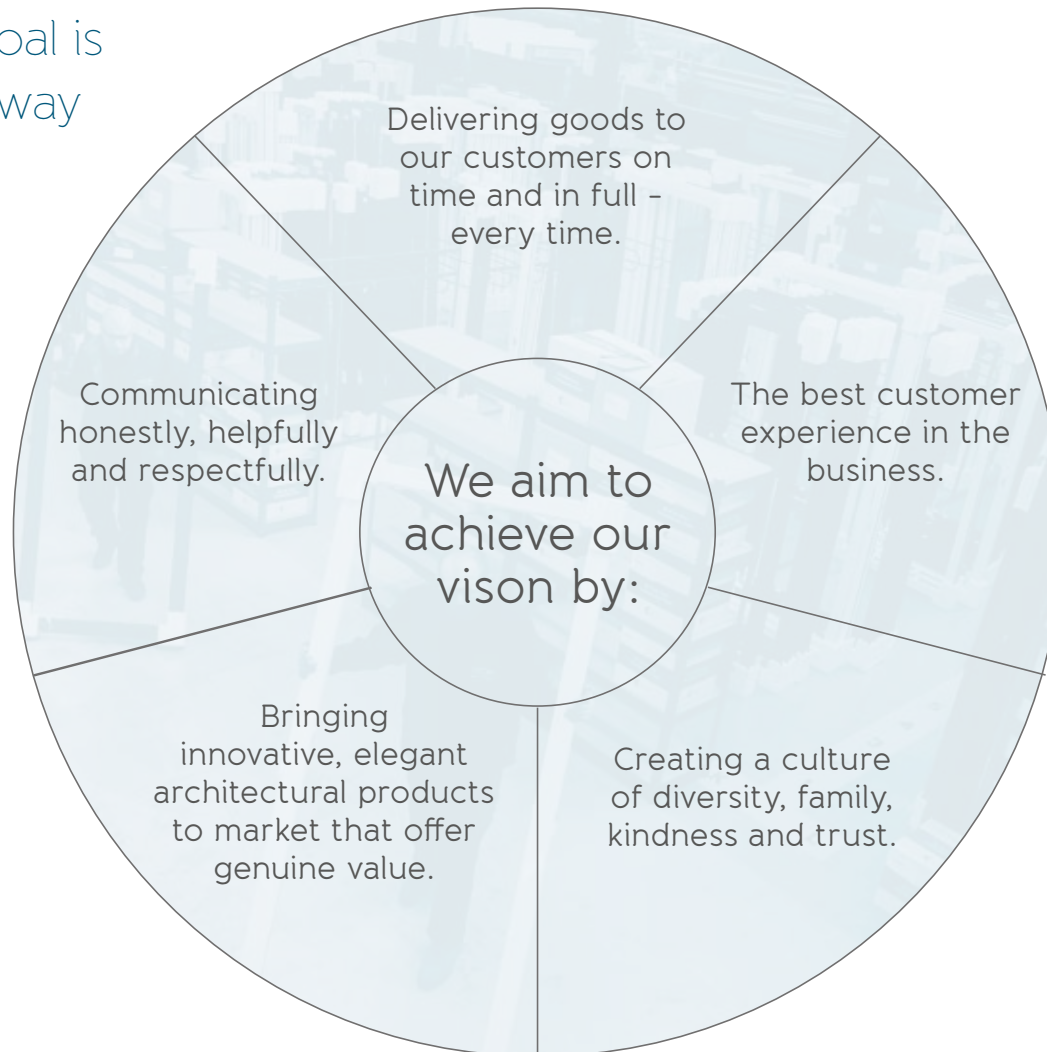 oal is
way
Delivering goods to
our customers on
time and in full -
every time.
The best customer
experience in the
business.
Creating a culture
of diversity, family,
kindness and trust.
Bringing
innovative, elegant
architectural products
to market that offer
genuine value.
Communicating
honestly, helpfully
and respectfully.
We aim to
achieve our
vison by: